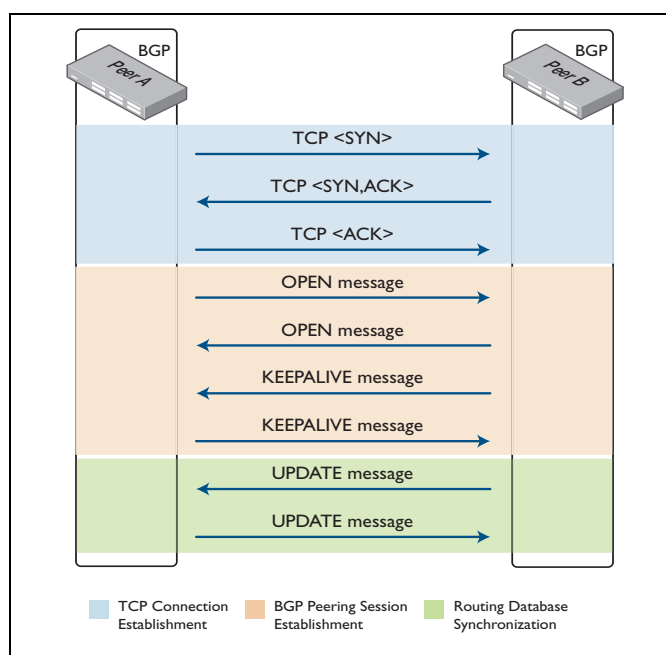 BGP
BGP
Peer A
Peer B
TCP <SYN>
TCP <SYN,ACK>
TCP <ACK>
OPEN message
OPEN message
KEEPALIVE message
KEEPALIVE message
UPDATE message
UPDATE message
TCP Connection
Establishment
BGP Peering Session
Establishment
Routing Database
Synchronization